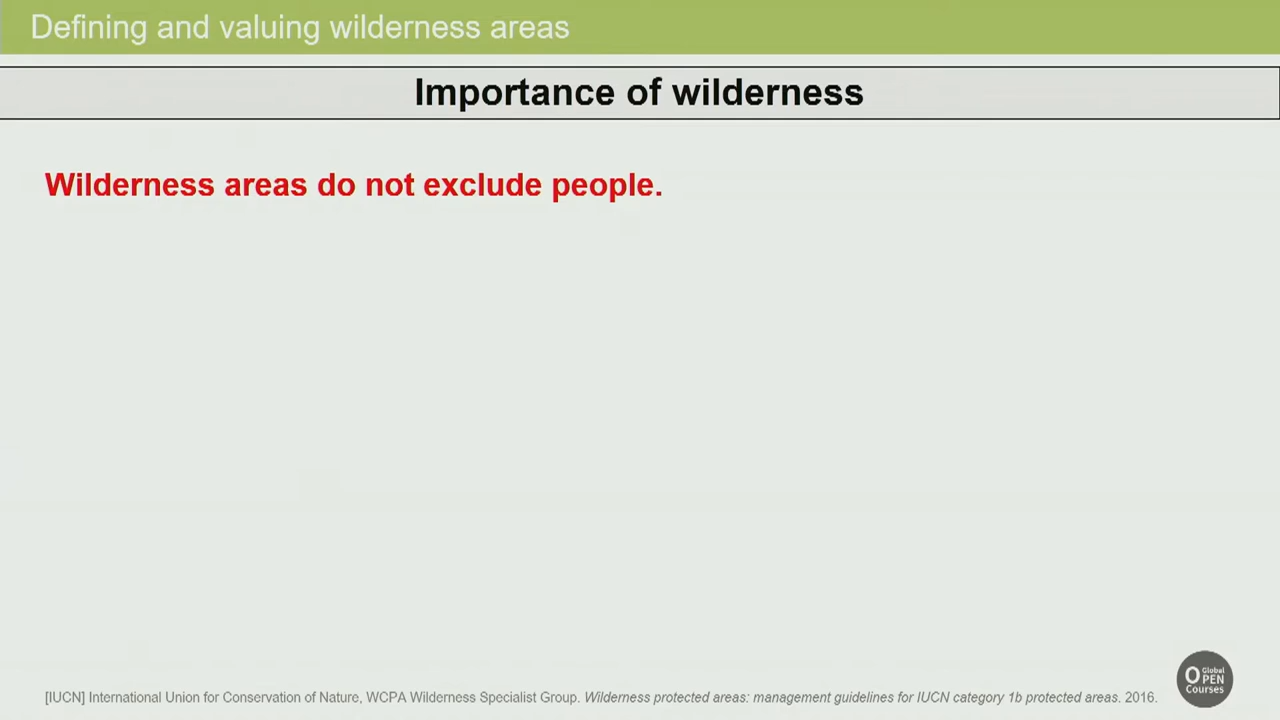 Defining and valuing wilderness areas
Importance of wilderness
Wilderness areas do not exclude people.
[IUCN] International Union for Conservation of Nature, WCPA Wilderness Specialist Group. Wilderness protected areas: management guidelines for IUCN category 1b protected areas. 2016.
Global
OPEN
Courses